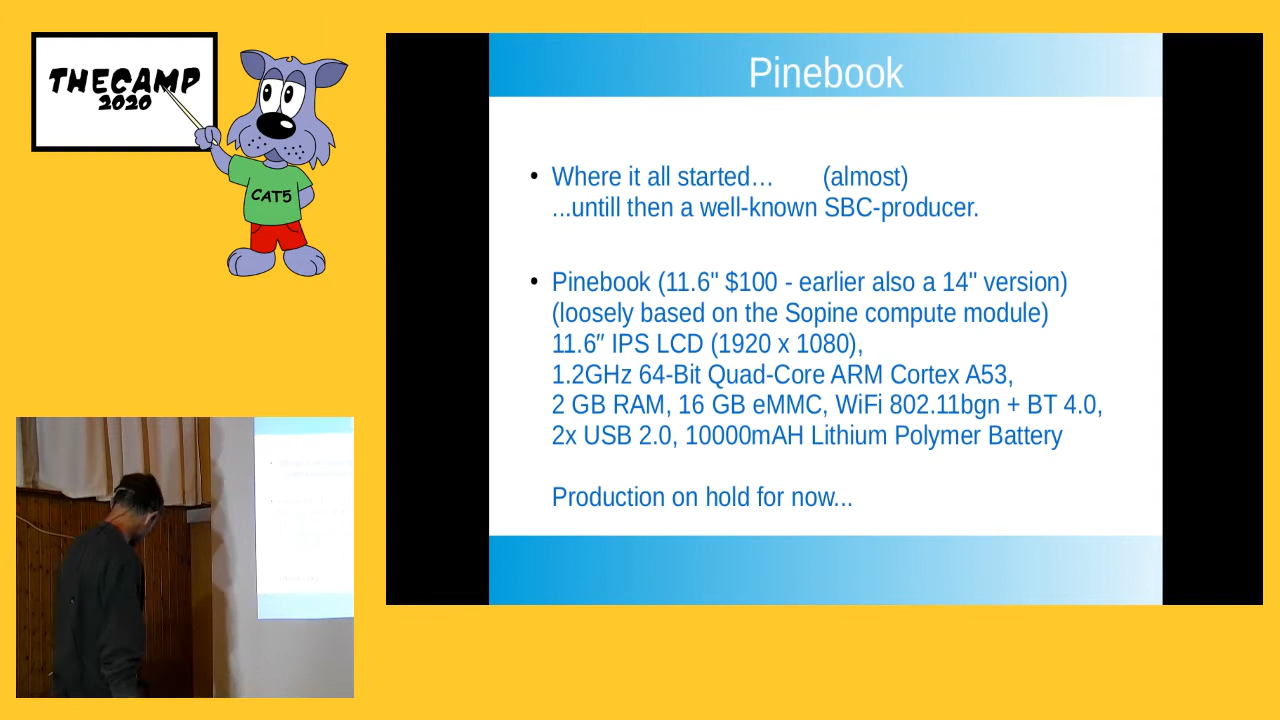 THECAMP
2020
CAT5
Pinebook
• Where it all started… (almost)
...untill then a well-known SBC-producer.
• Pinebook (11.6" $100 - earlier also a 14" version)
(loosely based on the Sopine compute module)
11.6″ IPS LCD (1920 x 1080),
1.2GHz 64-Bit Quad-Core ARM Cortex A53,
2 GB RAM, 16 GB eMMC, WiFi 802.11bgn + BT 4.0,
2x USB 2.0, 10000mAH Lithium Polymer Battery
Production on hold for now...